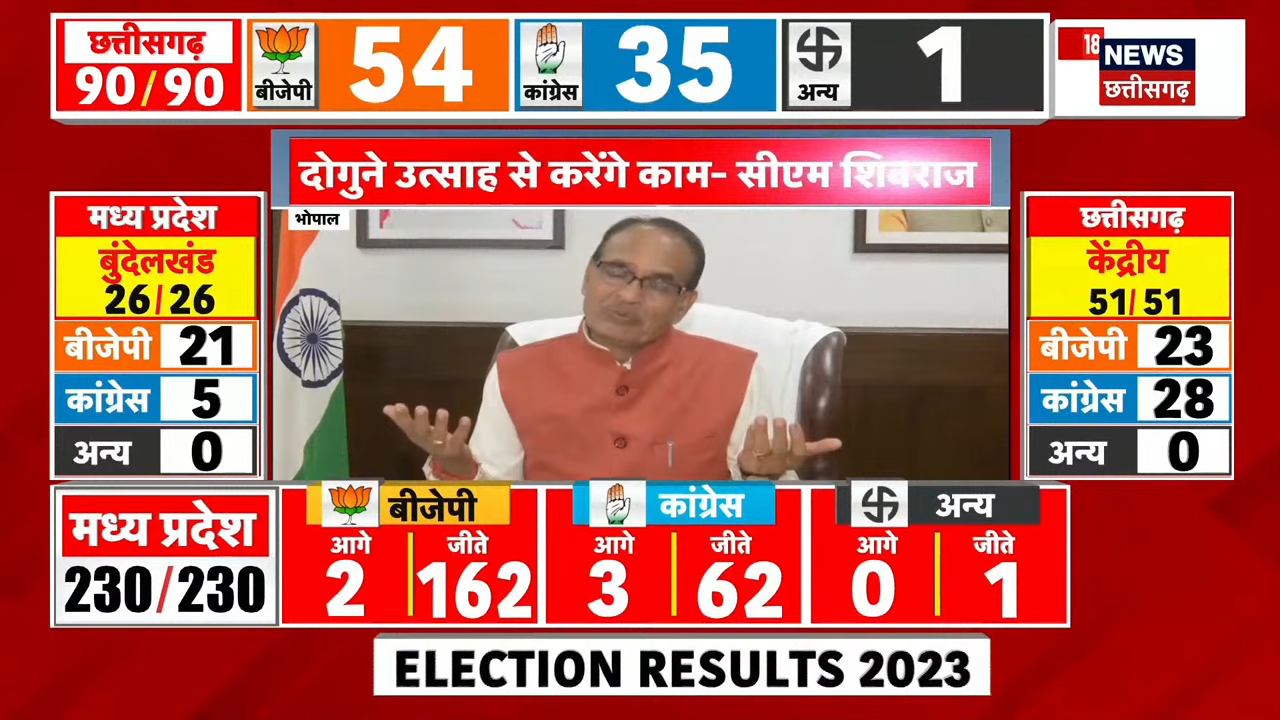 छत्तीसगढ़
90/90
बीजेपी
54
कांग्रेस
35
अन्य
1
18
NEWS
छत्तीसगढ़
दोगुने उत्साह से करेंगे काम- सीएम शिवराज
भोपाल
मध्य प्रदेश
बुंदेलखंड
26/26
बीजेपी 21
कांग्रेस 5
अन्य 0
छत्तीसगढ़
केंद्रीय
51/51
बीजेपी 23
कांग्रेस 28
अन्य 0
मध्य प्रदेश
230/230
बीजेपी
आगे जीते
2 162
कांग्रेस
आगे जीते
3 62
अन्य
आगे जीते
0 1
ELECTION RESULTS 2023